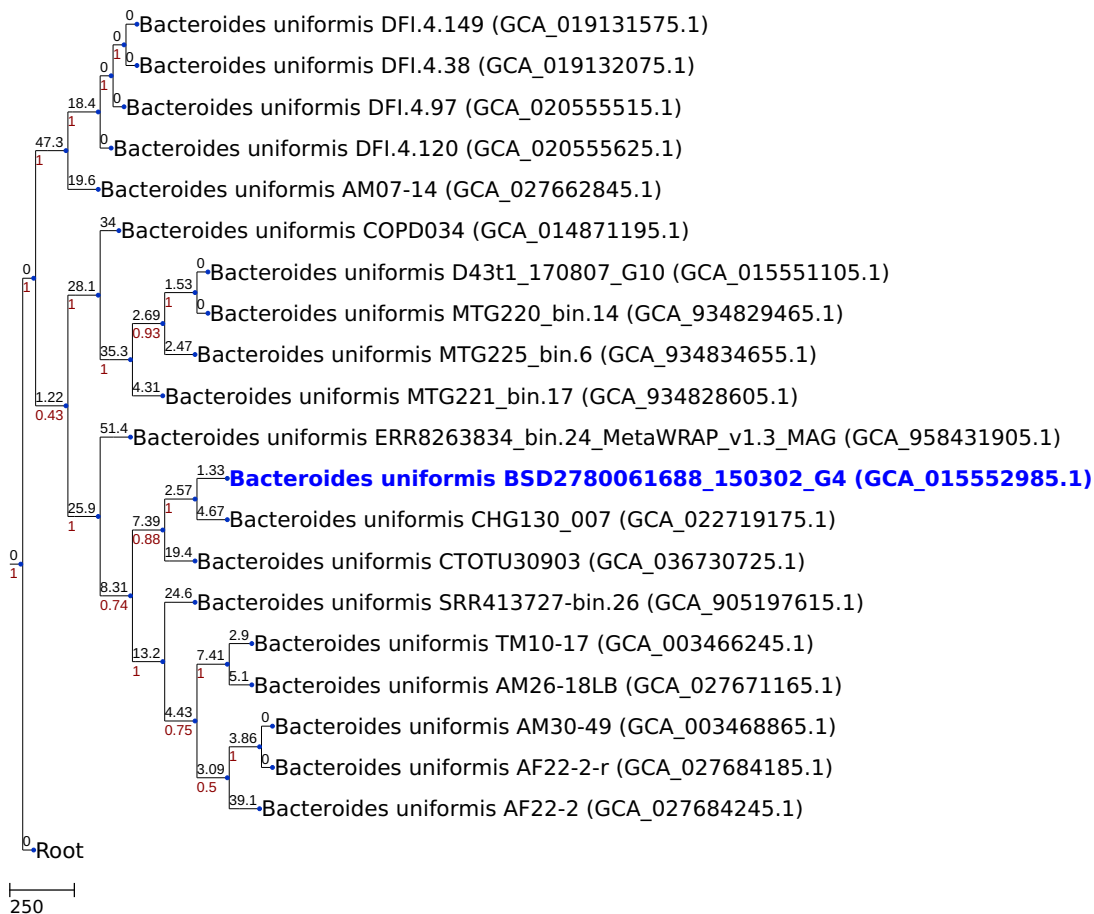 0
Bacteroides uniformis DFI.4.149 (GCA_019131575.1)
0
1
0
Bacteroides uniformis DFI.4.38 (GCA_019132075.1)
0
1
0
Bacteroides uniformis DFI.4.97 (GCA_020555515.1)
18.4
1
0
Bacteroides uniformis DFI.4.120 (GCA_020555625.1)
47.3
1
19.6
Bacteroides uniformis AM07-14 (GCA_027662845.1)
34
Bacteroides uniformis COPD034 (GCA_014871195.1)
0
1
0
Bacteroides uniformis D43t1_170807_G10 (GCA_015551105.1)
28.1
1
1.53
1
0
Bacteroides uniformis MTG220_bin.14 (GCA_934829465.1)
2.69
0.93
2.47
Bacteroides uniformis MTG225_bin.6 (GCA_934834655.1)
35.3
1
4.31
Bacteroides uniformis MTG221_bin.17 (GCA_934828605.1)
1.22
0.43
51.4
Bacteroides uniformis ERR8263834_bin.24_MetaWRAP_v1.3_MAG (GCA_958431905.1)
1.33
Bacteroides uniformis BSD2780061688_150302_G4 (GCA_015552985.1)
2.57
1
4.67
Bacteroides uniformis CHG130_007 (GCA_022719175.1)
25.9
1
7.39
0.88
19.4
Bacteroides uniformis CTOTU30903 (GCA_036730725.1)
0
1
8.31
0.74
24.6
Bacteroides uniformis SRR413727-bin.26 (GCA_905197615.1)
2.9
Bacteroides uniformis TM10-17 (GCA_003466245.1)
13.2
1
7.41
1
5.1
Bacteroides uniformis AM26-18LB (GCA_027671165.1)
4.43
0.75
0
Bacteroides uniformis AM30-49 (GCA_003468865.1)
3.86
1
0
Bacteroides uniformis AF22-2-r (GCA_027684185.1)
3.09
0.5
39.1
Bacteroides uniformis AF22-2 (GCA_027684245.1)
0
Root
250